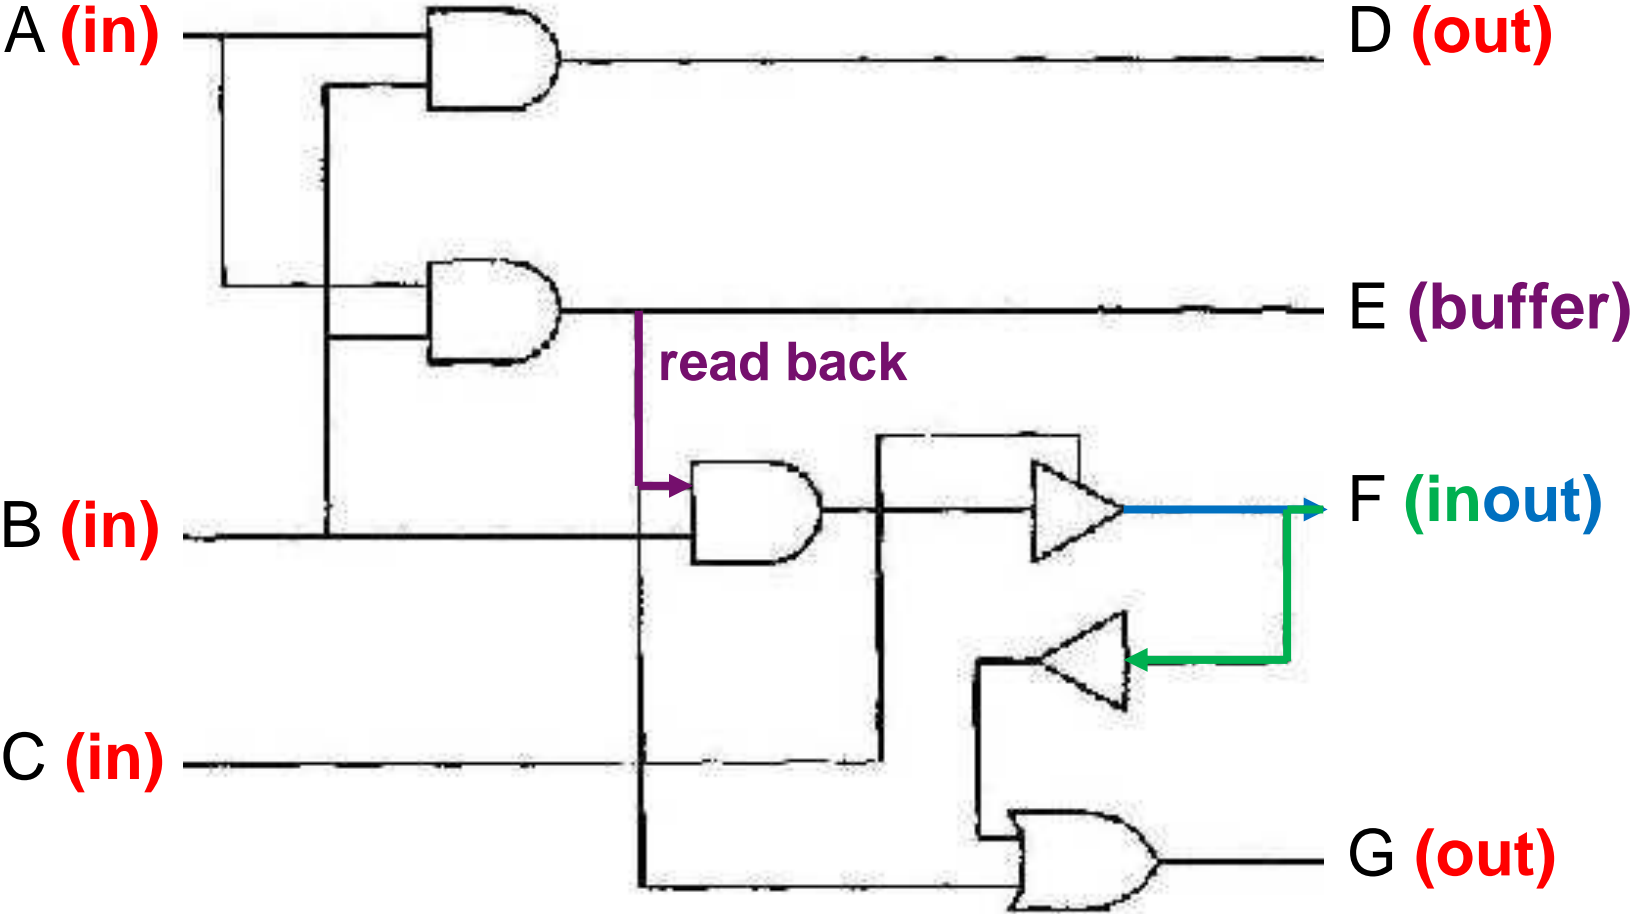 A (in)
D (out)
E (buffer)
read back
B (in)
F (inout)
C (in)
G (out)